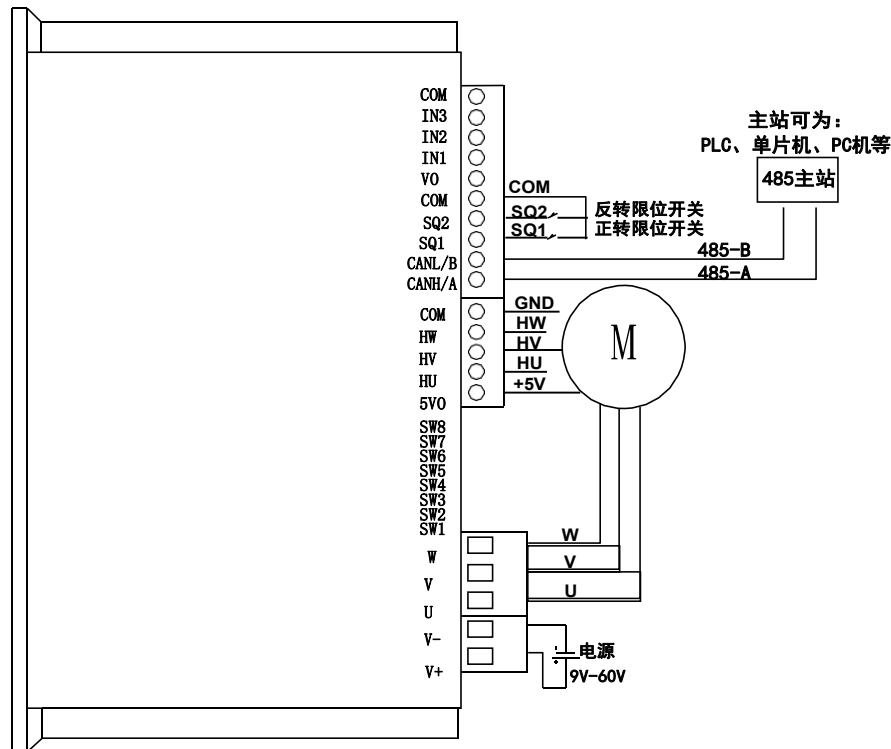 COM
IN3
IN2
IN1
VO
COM
SQ2
SQ1
CANL/B
CANH/A
COM
HW
HV
HU
5VO
SW8
SW7
SW6
SW5
SW4
SW3
SW2
SW1
W
V
U
V-
V+
COM
SQ2 反转限位开关
SQ1 正转限位开关
485-B
485-A
主站可为：
PLC、单片机、PC机等
485主站
GND
HW
HV
HU
+5V
M
W
V
U
电源
9V-60V